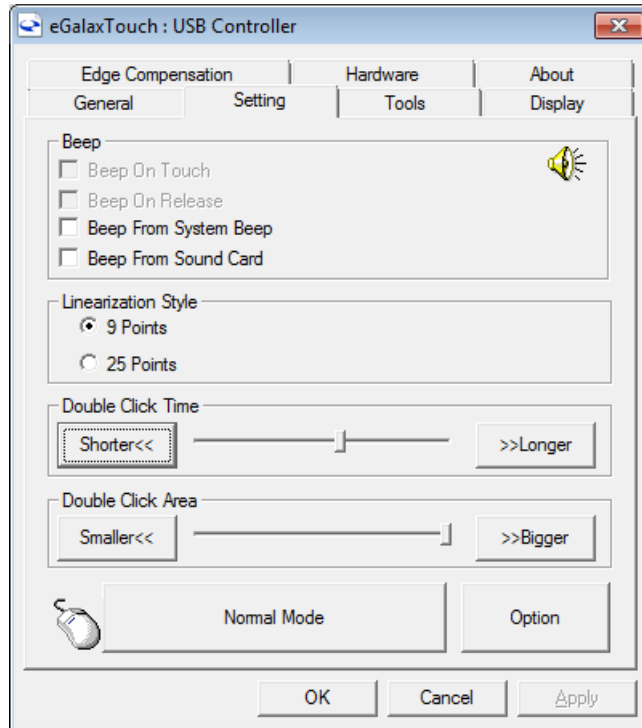 eGalaxTouch : USB Controller
Edge Compensation Hardware About
General Setting Tools Display
Beep
Beep On Touch
Beep On Release
Beep From System Beep
Beep From Sound Card
Linearization Style
9 Points
25 Points
Double Click Time
Shorter<< >>Longer
Double Click Area
Smaller<< >>Bigger
Normal Mode Option
OK Cancel Apply